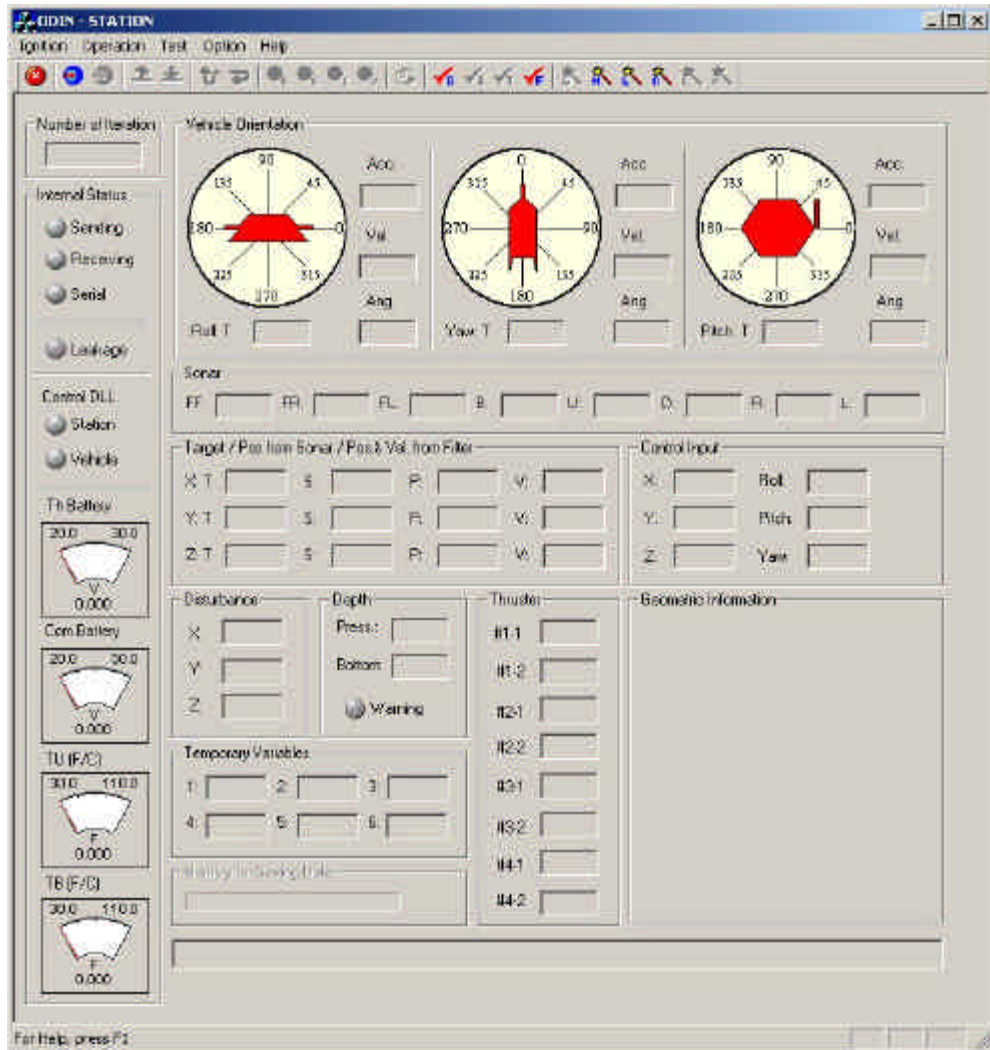 ODIN - STATION
Ignition Operation Test Option Help
Number of Iteration
Internal Status
Sending
Receiving
Serial
Leakage
Control DLL
Station
Vehicle
Th Battery
20.0 30.0
V
0.000
Com Battery
20.0 30.0
V
0.000
TU (F/C)
30.0 110.0
F
0.000
TB (F/C)
30.0 110.0
F
0.000
Vehicle Orientation
90
135 45
180 0
225 315
270
Acc.
Vel.
Ang
Roll T
0
315 45
270 90
225 135
180
Acc.
Vel.
Ang
Yaw T
90
135 45
180 0
225 315
270
Acc.
Vel.
Ang
Pitch T
Sonar
FF: FR: FL: B: U: D: R: L:
Target / Pos from Sonar / Pos & Vel. from Filter
X: T S: P: V:
Y: T S: P: V:
Z: T S: P: V:
Control Input
X: Roll:
Y: Pitch:
Z: Yaw:
Disturbance
X:
Y:
Z:
Depth
Press.:
Bottom:
Warning
Thruster
#1-1
#1-2
#2-1
#2-2
#3-1
#3-2
#4-1
#4-2
Geometric Information
Temporary Variables
1: 2: 3:
4: 5: 6:
Memory for Saving Data
For Help, press F1